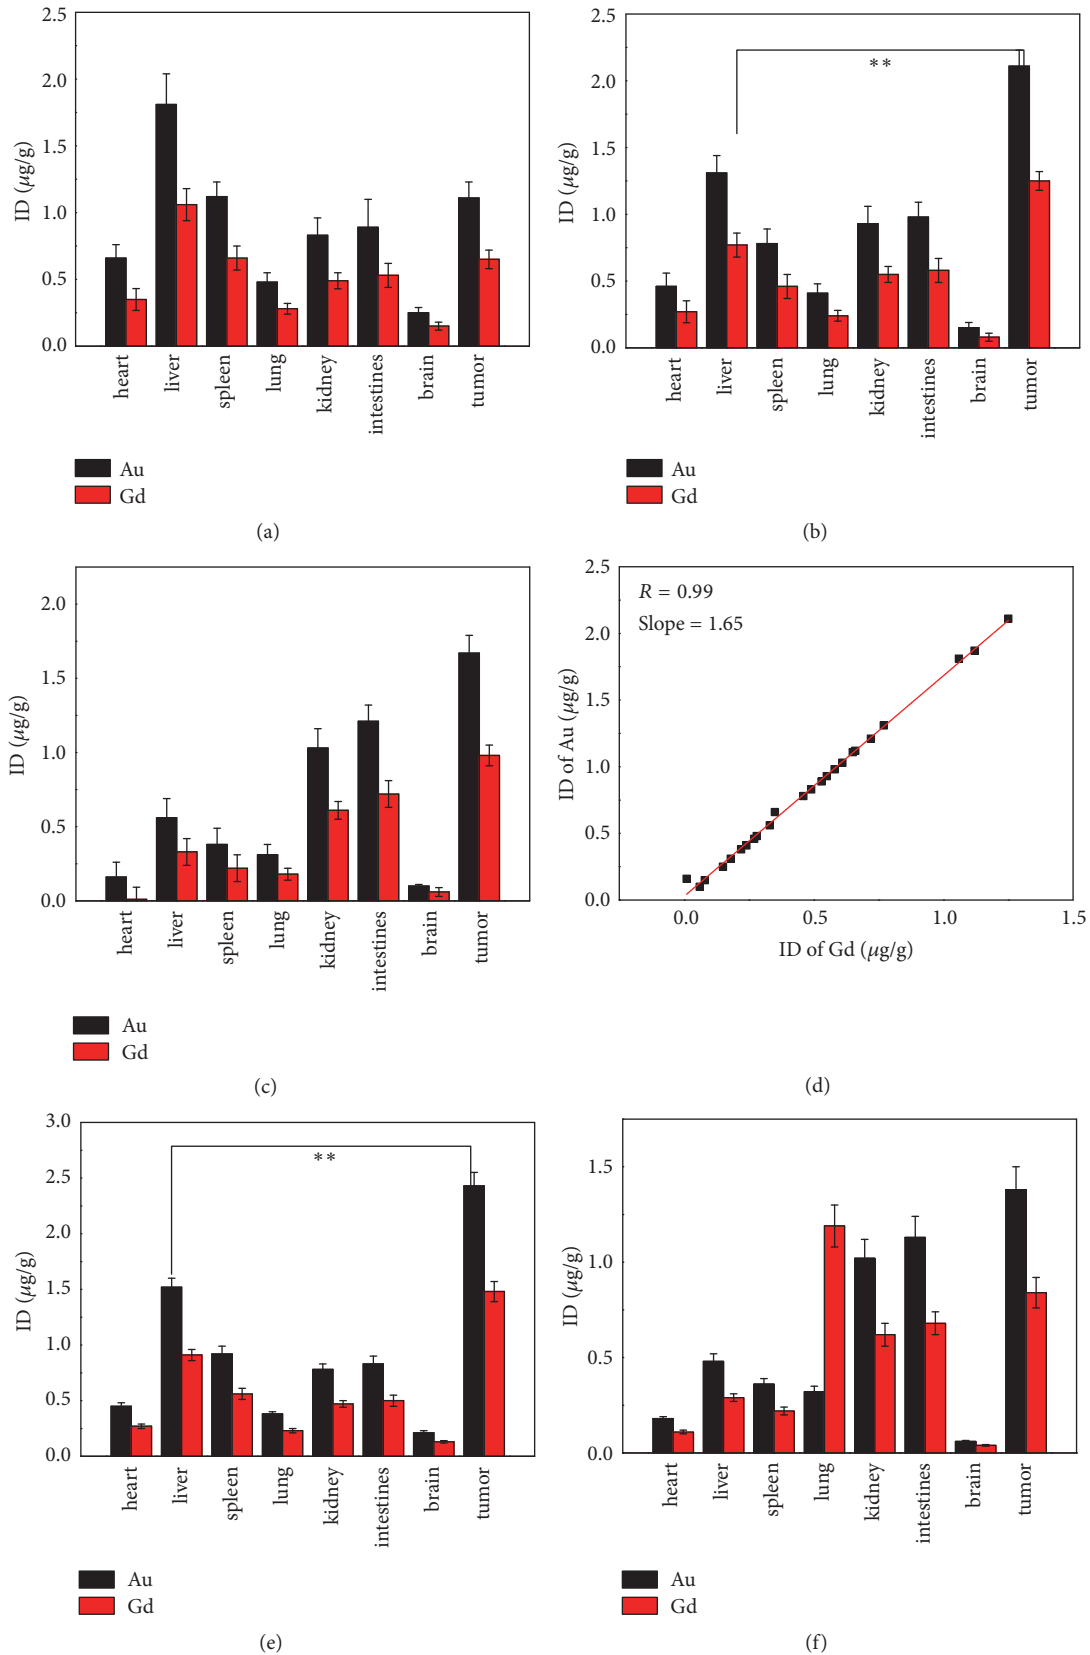 2.5
2.0
1.5
1.0
0.5
0.0
ID (μg/g)
heart
liver
spleen
lung
kidney
intestines
brain
tumor
Au
Gd
(a)
2.5
2.0
1.5
1.0
0.5
0.0
ID (μg/g)
**
heart
liver
spleen
lung
kidney
intestines
brain
tumor
Au
Gd
(b)
2.0
1.5
1.0
0.5
0.0
ID (μg/g)
heart
liver
spleen
lung
kidney
intestines
brain
tumor
Au
Gd
(c)
2.5
2.0
1.5
1.0
0.5
0.0
ID of Au (μg/g)
R = 0.99
Slope = 1.65
0.0 0.5 1.0 1.5
ID of Gd (μg/g)
(d)
3.0
2.5
2.0
1.5
1.0
0.5
0.0
ID (μg/g)
**
heart
liver
spleen
lung
kidney
intestines
brain
tumor
Au
Gd
(e)
1.5
1.0
0.5
0.0
ID (μg/g)
heart
liver
spleen
lung
kidney
intestines
brain
tumor
Au
Gd
(f)